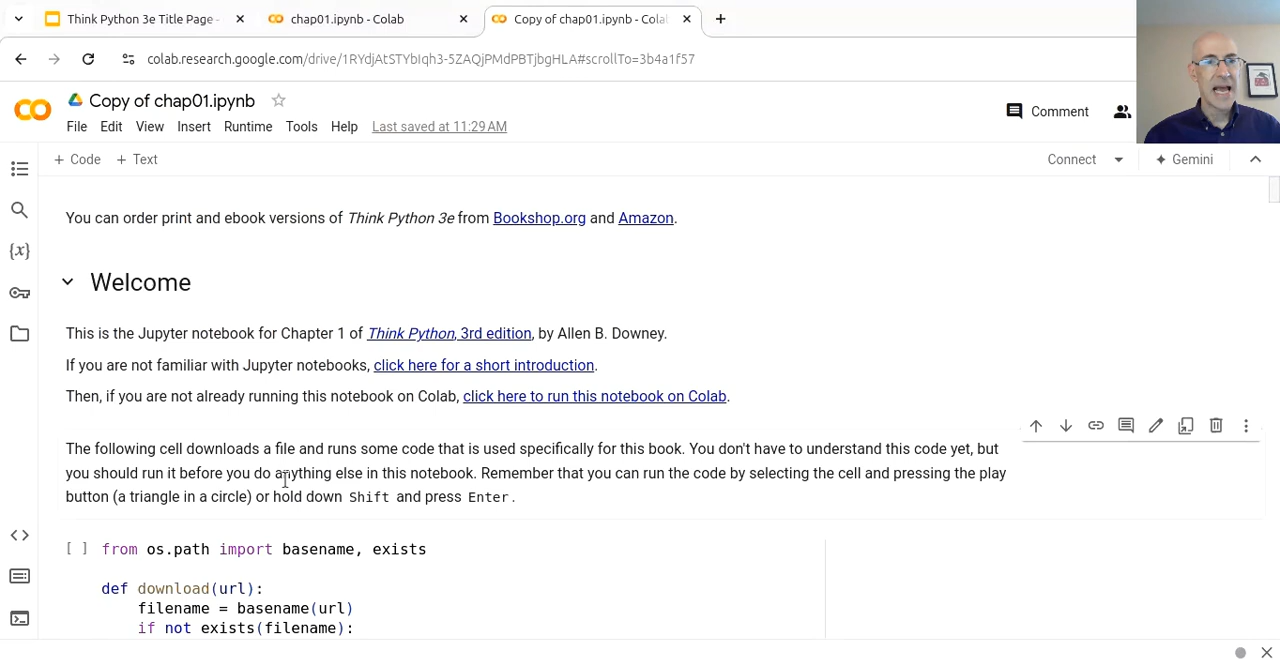 Think Python 3e Title Page -
chap01.ipynb - Colab
Copy of chap01.ipynb - Colab
colab.research.google.com/drive/1RYdjAtSTYbIqh3-5ZAQjPMdPBTjbgHLA#scrollTo=3b4a1f57
Copy of chap01.ipynb
Comment
File Edit View Insert Runtime Tools Help Last saved at 11:29 AM
+ Code + Text
Connect
Gemini
You can order print and ebook versions of Think Python 3e from Bookshop.org and Amazon.
{x}
Welcome
This is the Jupyter notebook for Chapter 1 of Think Python, 3rd edition, by Allen B. Downey.
If you are not familiar with Jupyter notebooks, click here for a short introduction.
Then, if you are not already running this notebook on Colab, click here to run this notebook on Colab.
The following cell downloads a file and runs some code that is used specifically for this book. You don't have to understand this code yet, but
you should run it before you do anything else in this notebook. Remember that you can run the code by selecting the cell and pressing the play
button (a triangle in a circle) or hold down Shift and press Enter.
[ ] from os.path import basename, exists
def download(url):
filename = basename(url)
if not exists(filename):